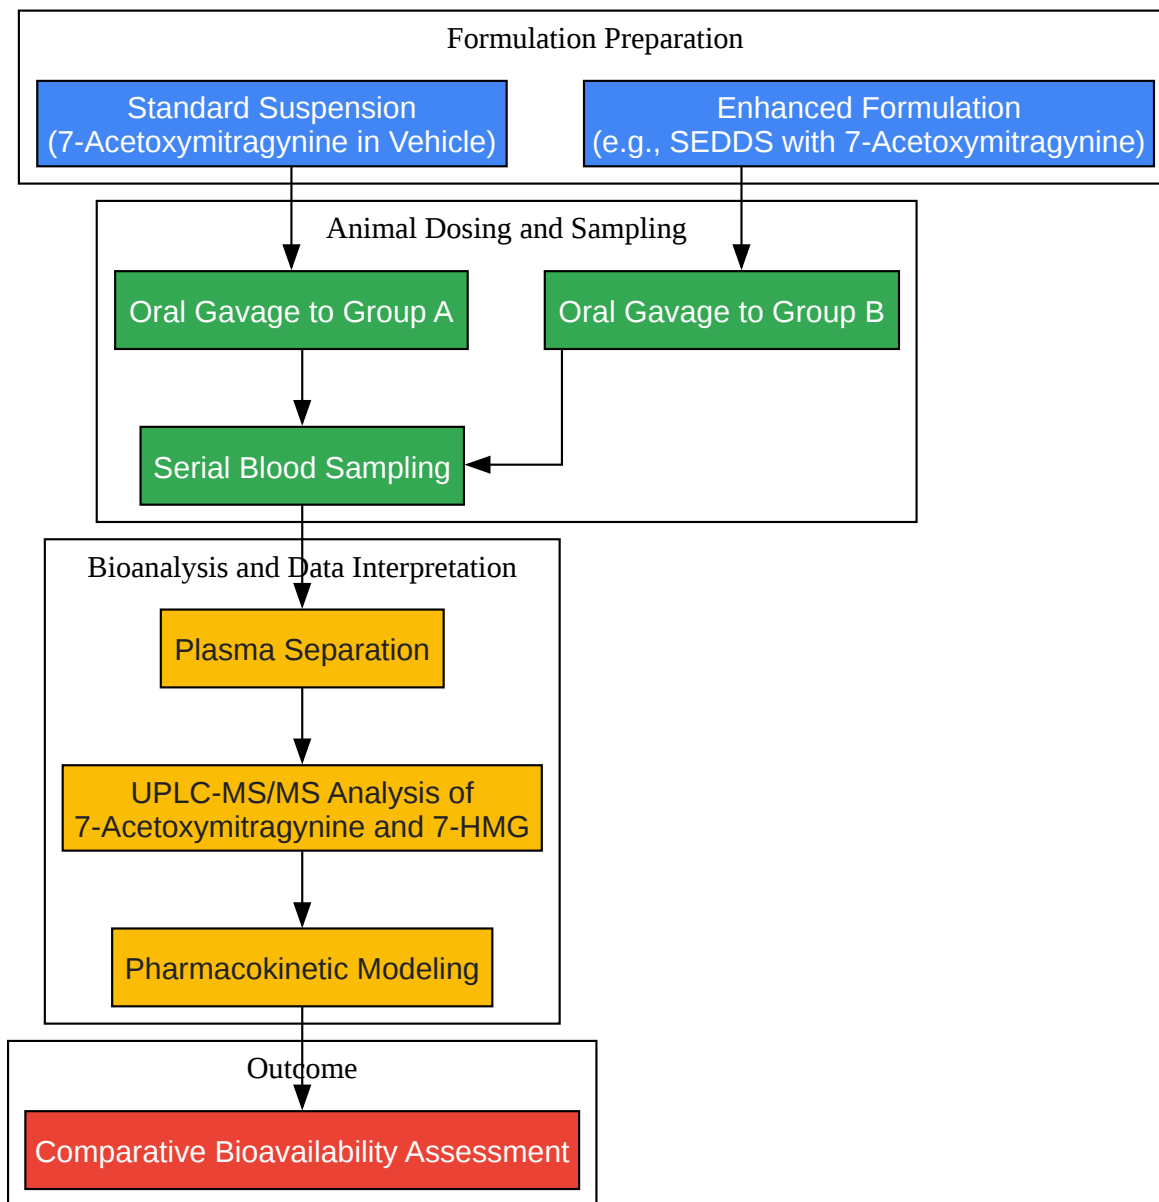 Formulation Preparation
Standard Suspension
(7-Acetoxymitragynine in Vehicle)
Enhanced Formulation
(e.g., SEDDS with 7-Acetoxymitragynine)
Animal Dosing and Sampling
Oral Gavage to Group A
Oral Gavage to Group B
Serial Blood Sampling
Bioanalysis and Data Interpretation
Plasma Separation
UPLC-MS/MS Analysis of
7-Acetoxymitragynine and 7-HMG
Pharmacokinetic Modeling
Outcome
Comparative Bioavailability Assessment